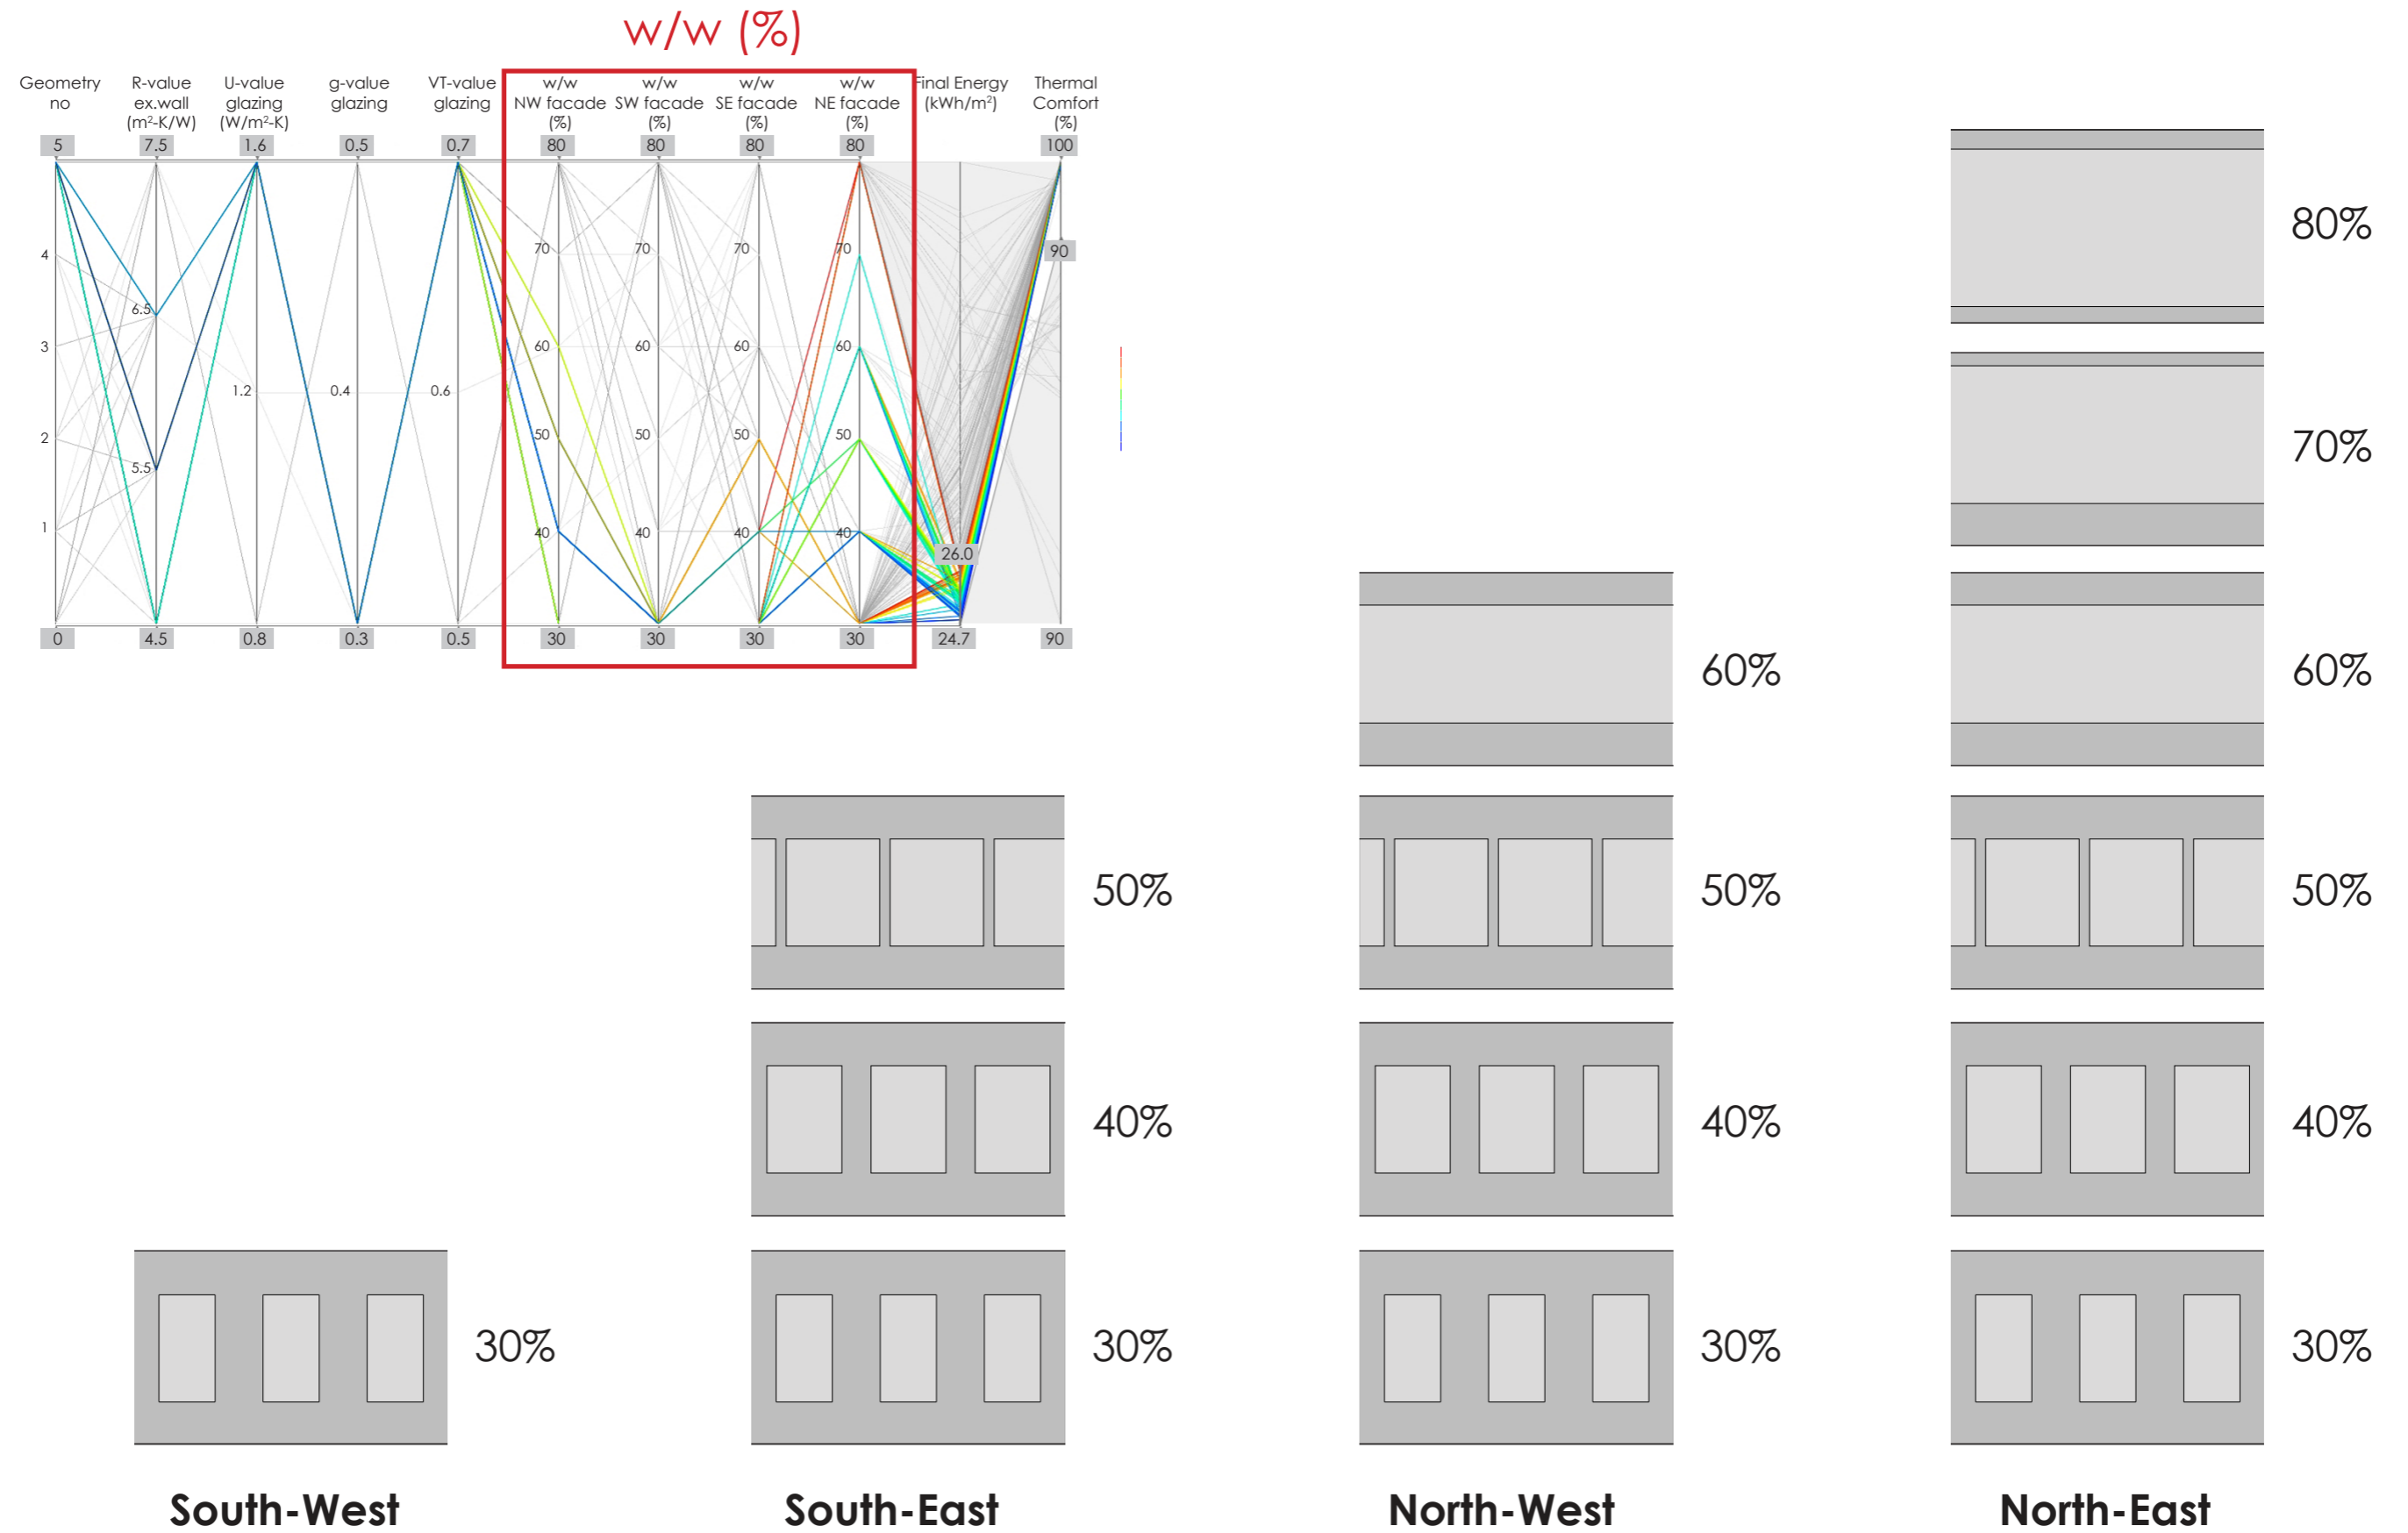 w/w (%)
Geometry no
R-value ex.wall (m²-K/W)
U-value glazing (W/m²-K)
g-value glazing
VT-value glazing
w/w NW facade (%)
w/w SW facade (%)
w/w SE facade (%)
w/w NE facade (%)
Final Energy (kWh/m²)
Thermal Comfort (%)
5 7.5 1.6 0.5 0.7 80 80 80 80 100
4 70 70 70 70 90
6.5
3 60 60 60 60
1.2 0.4 0.6
2 50 50 50 50
5.5
1 40 40 40 40
26.0
0 4.5 0.8 0.3 0.5 30 30 30 30 24.7 90
80%
70%
60% 60%
50% 50% 50%
40% 40% 40%
30% 30% 30% 30%
South-West South-East North-West North-East